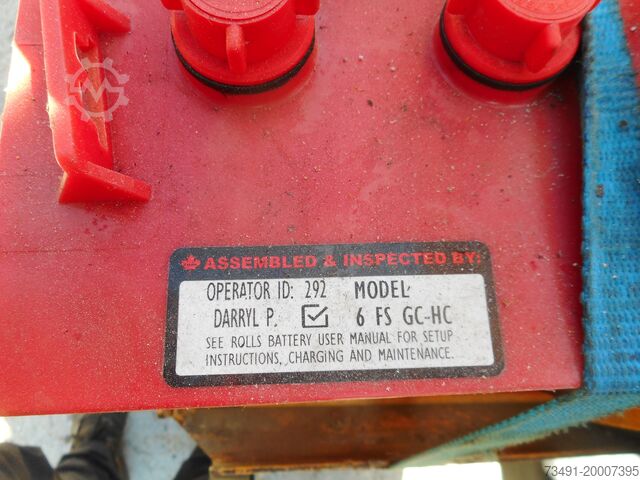 ASSEMBLED & INSPECTED BY:
OPERATOR ID: 292 MODEL
DARRYL P. 6 FS GC-HC
SEE ROLLS BATTERY USER MANUAL FOR SETUP
INSTRUCTIONS, CHARGING AND MAINTENANCE.
73491-20007395